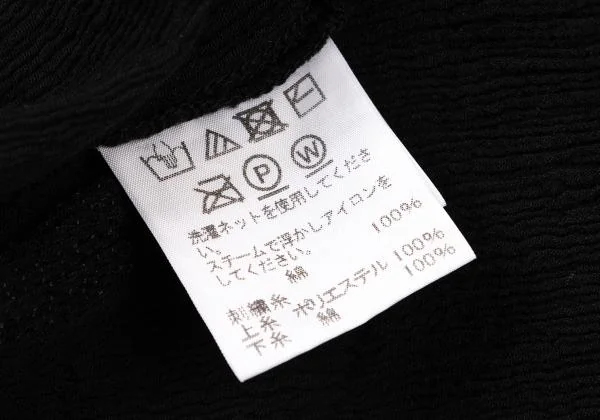 P W
洗濯ネットを使用してくださ
い。
スチームで浮かしアイロンを
してください。
綿 100%
刺繍糸
上糸 ポリエステル 100%
下糸 綿 100%